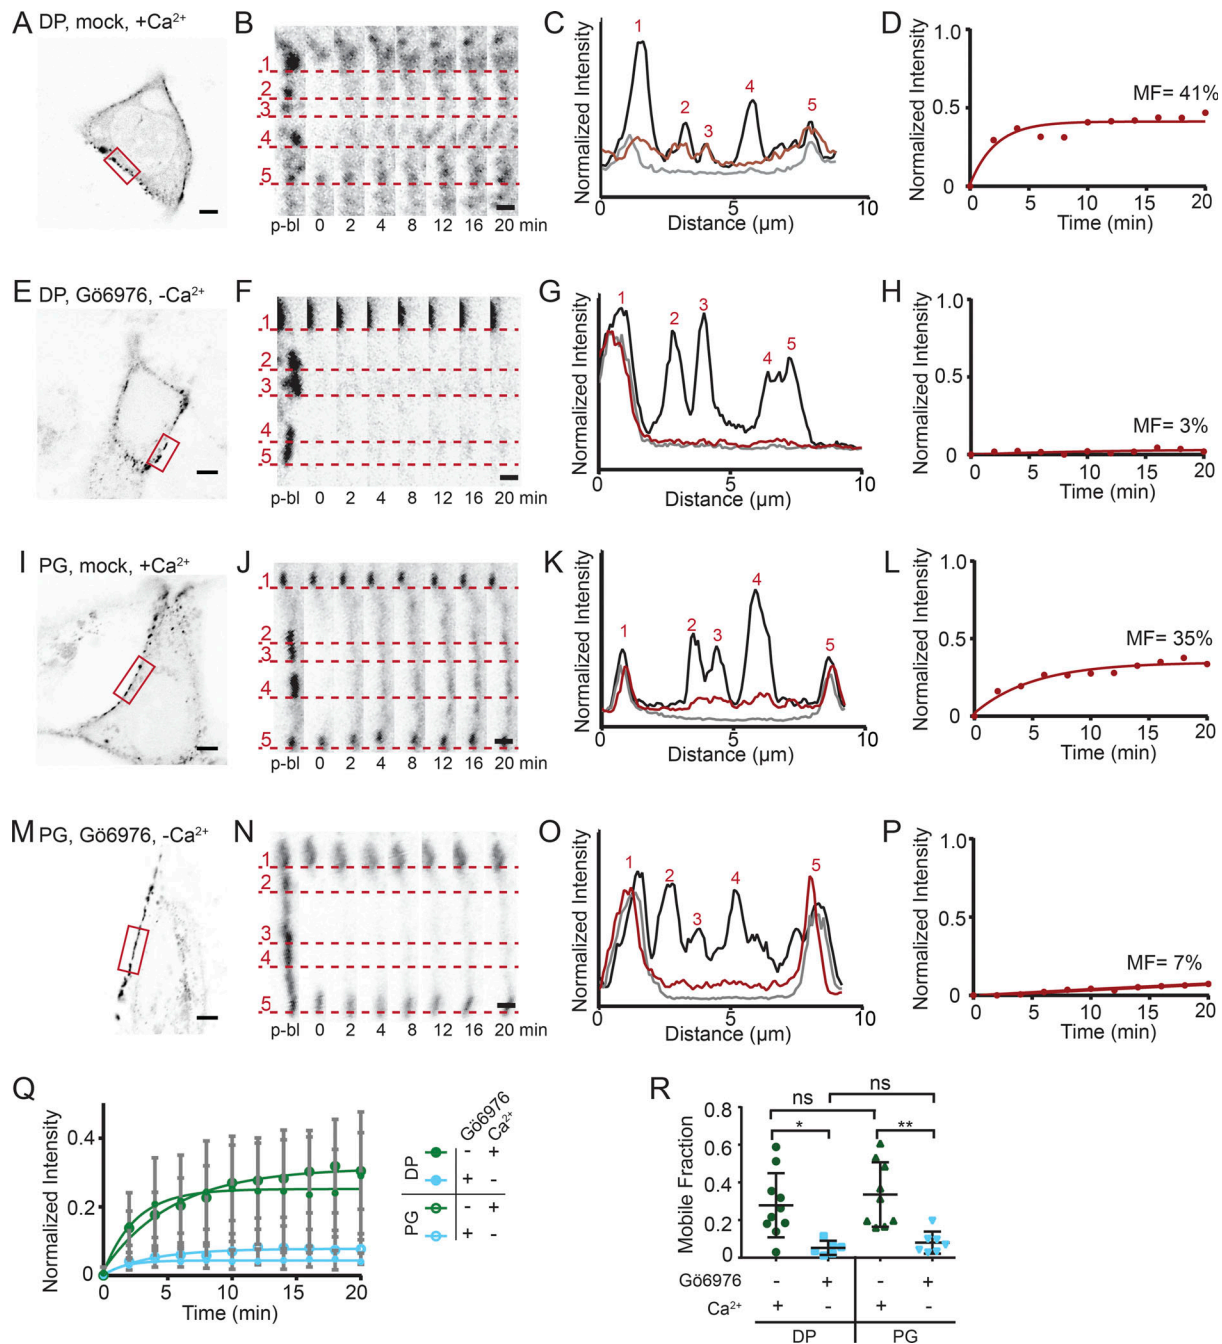 A DP, mock, +Ca²⁺
B
1
2
3
4
5
p-bl 0 2 4 8 12 16 20 min
C
Normalized Intensity
1
2
3
4
5
0 5 10
Distance (µm)
D
Normalized Intensity
1.0
0.5
0
MF= 41%
0 5 10 15 20
Time (min)
E DP, Gö6976, -Ca²⁺
F
1
2
3
4
5
p-bl 0 2 4 8 12 16 20 min
G
Normalized Intensity
1
2
3
4
5
0 5 10
Distance (µm)
H
Normalized Intensity
1.0
0.5
0
MF= 3%
0 5 10 15 20
Time (min)
I PG, mock, +Ca²⁺
J
1
2
3
4
5
p-bl 0 2 4 8 12 16 20 min
K
Normalized Intensity
1
2
3
4
5
0 5 10
Distance (µm)
L
Normalized Intensity
1.0
0.5
0
MF= 35%
0 5 10 15 20
Time (min)
M PG, Gö6976, -Ca²⁺
N
1
2
3
4
5
p-bl 0 2 4 8 12 16 20 min
O
Normalized Intensity
1
2
3
4
5
0 5 10
Distance (µm)
P
Normalized Intensity
1.0
0.5
0
MF= 7%
0 5 10 15 20
Time (min)
Q
Normalized Intensity
0.4
0.2
0
0 5 10 15 20
Time (min)
Gö6976 Ca²⁺
DP
- +
+ -
PG
- +
+ -
R
Mobile Fraction
0.8
0.6
0.4
0.2
0
ns
ns
*
**
Gö6976 - + - +
Ca²⁺ + - + -
DP PG